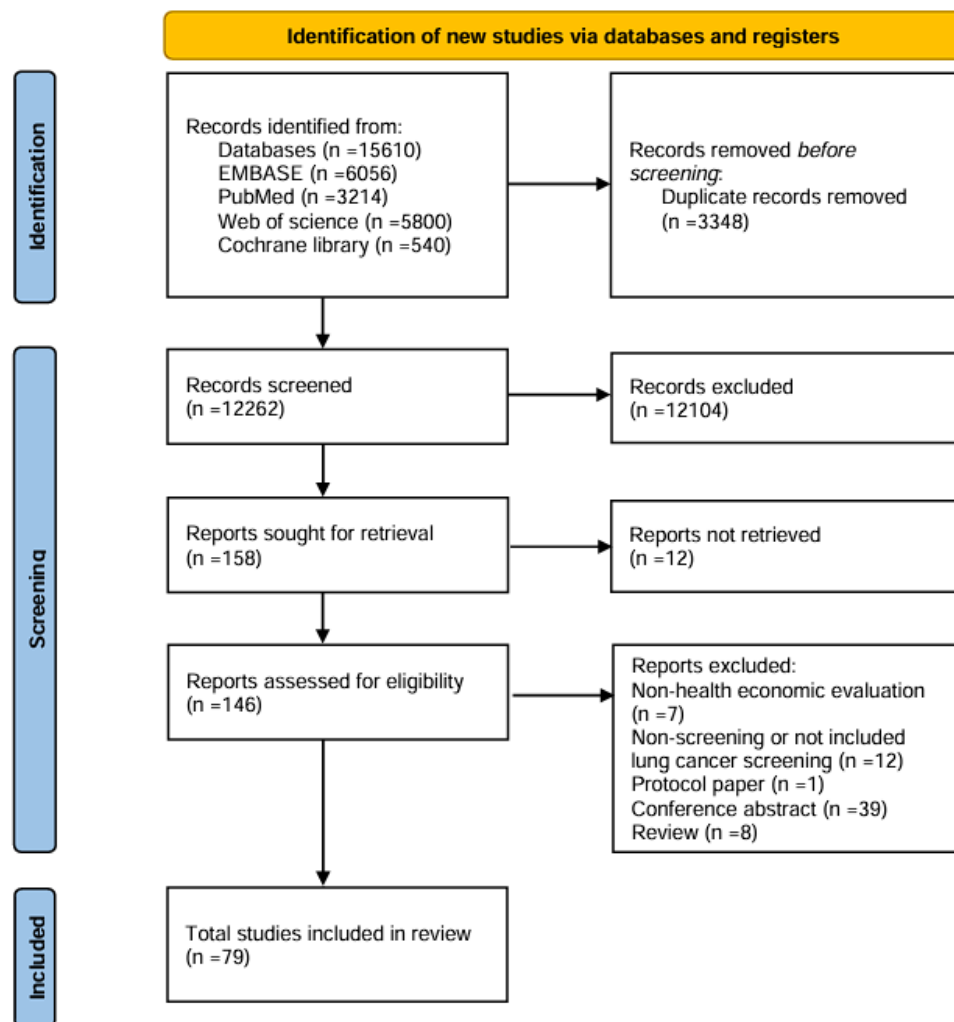 Identification of new studies via databases and registers
Identification
Records identified from:
Databases (n =15610)
EMBASE (n =6056)
PubMed (n =3214)
Web of science (n =5800)
Cochrane library (n =540)
Records removed before
screening:
Duplicate records removed
(n =3348)
Screening
Records screened
(n =12262)
Records excluded
(n =12104)
Reports sought for retrieval
(n =158)
Reports not retrieved
(n =12)
Reports assessed for eligibility
(n =146)
Reports excluded:
Non-health economic evaluation
(n =7)
Non-screening or not included
lung cancer screening (n =12)
Protocol paper (n =1)
Conference abstract (n =39)
Review (n =8)
Included
Total studies included in review
(n =79)